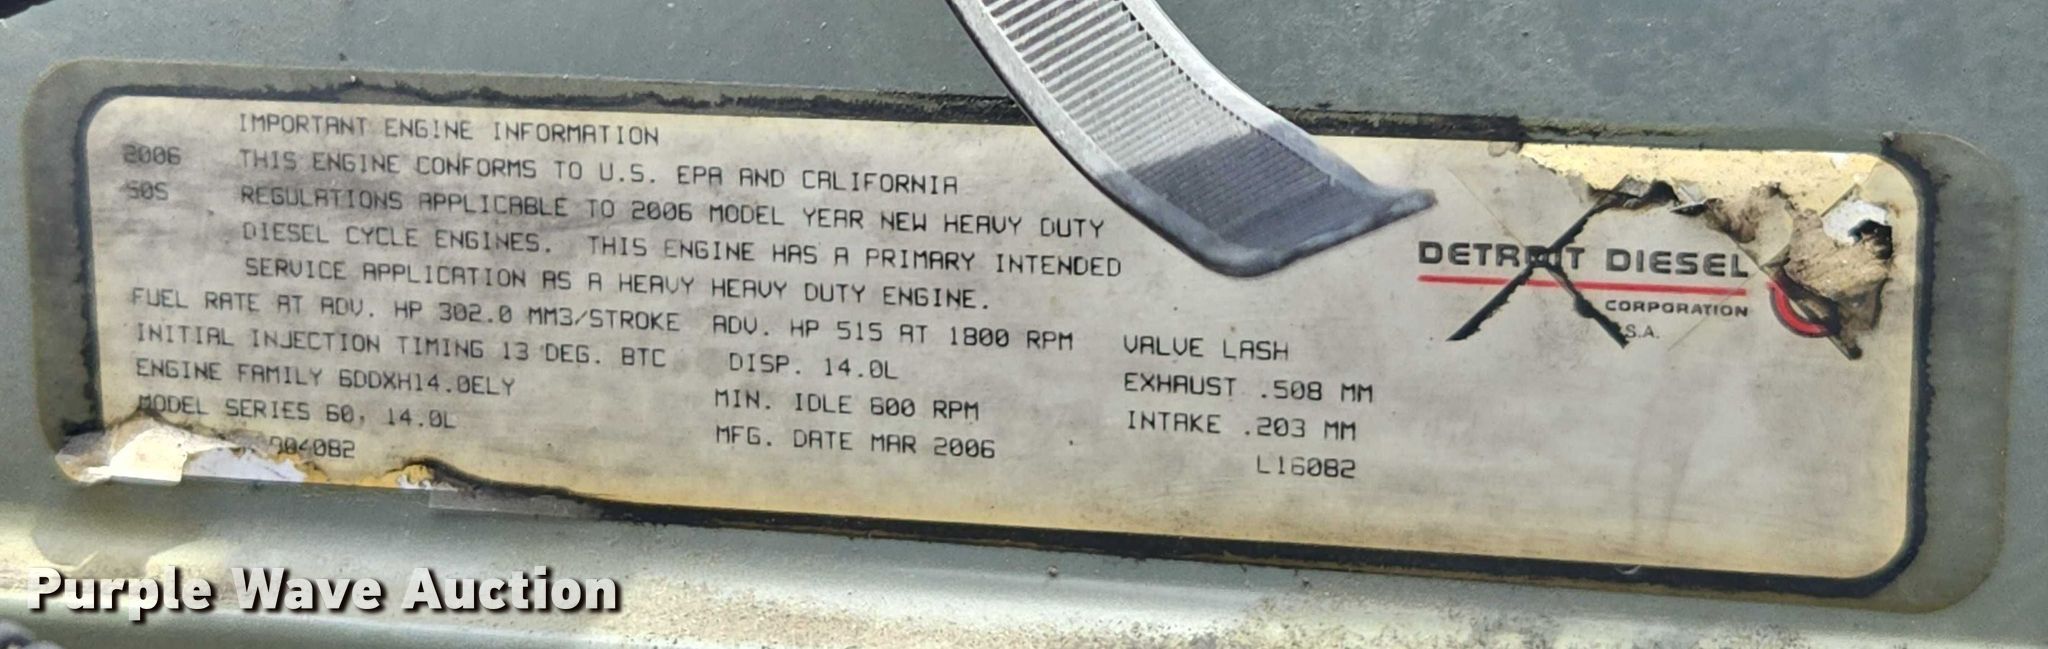 IMPORTANT ENGINE INFORMATION
2006 THIS ENGINE CONFORMS TO U.S. EPA AND CALIFORNIA
50S REGULATIONS APPLICABLE TO 2006 MODEL YEAR NEW HEAVY DUTY
DIESEL CYCLE ENGINES. THIS ENGINE HAS A PRIMARY INTENDED
SERVICE APPLICATION AS A HEAVY HEAVY DUTY ENGINE.
FUEL RATE AT ADV. HP 302.0 MM3/STROKE ADV. HP 515 AT 1800 RPM
INITIAL INJECTION TIMING 13 DEG. BTC DISP. 14.0L
ENGINE FAMILY 6DDXH14.0ELY MIN. IDLE 600 RPM
MODEL SERIES 60, 14.0L MFG. DATE MAR 2006
04082
VALVE LASH
EXHAUST .508 MM
INTAKE .203 MM
L16082
DETROIT DIESEL
CORPORATION
S.A.
Purple Wave Auction